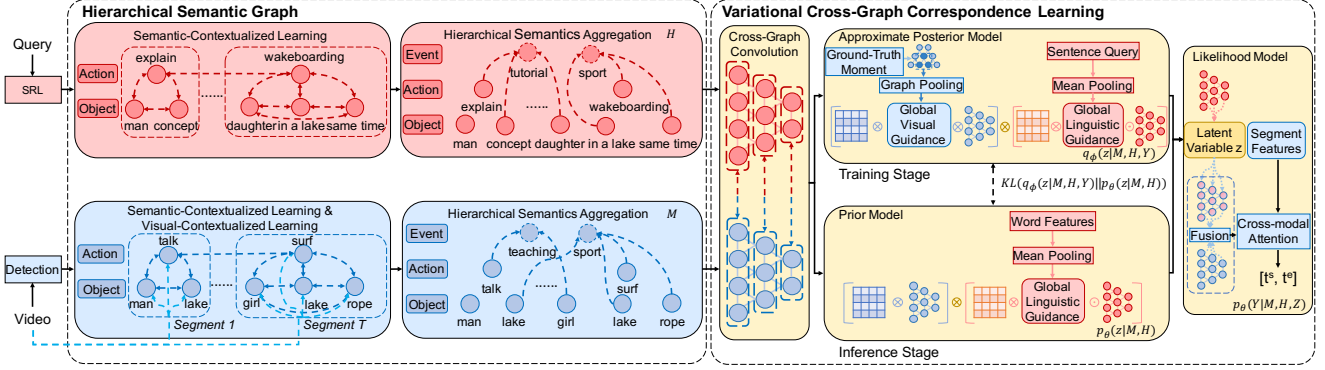 Hierarchical Semantic Graph
Query
SRL
Semantic-Contextualized Learning
Action
Object
explain
wakeboarding
......
man concept
daughter in a lake same time
Hierarchical Semantics Aggregation H
Event
Action
Object
tutorial
sport
explain
......
wakeboarding
man concept daughter in a lake same time
Detection
Video
Semantic-Contextualized Learning &
Visual-Contextualized Learning
Action
Object
talk
surf
......
man
lake
girl
lake
rope
Segment 1
Segment T
Hierarchical Semantics Aggregation M
Event
Action
Object
teaching
sport
talk
......
surf
man
lake
girl
lake
rope
Variational Cross-Graph Correspondence Learning
Cross-Graph
Convolution
Approximate Posterior Model
Ground-Truth
Moment
Graph Pooling
Global
Visual
Guidance
Sentence Query
Mean Pooling
Global
Linguistic
Guidance
qϕ(z|M,H,Y)
Training Stage
KL(qϕ(z|M,H,Y)||pθ(z|M,H))
Prior Model
Word Features
Mean Pooling
Global
Linguistic
Guidance
pθ(z|M,H)
Inference Stage
Likelihood Model
Latent
Variable z
Segment
Features
Fusion
Cross-modal
Attention
[tˢ, tᵉ]
pθ(Y|M,H,Z)